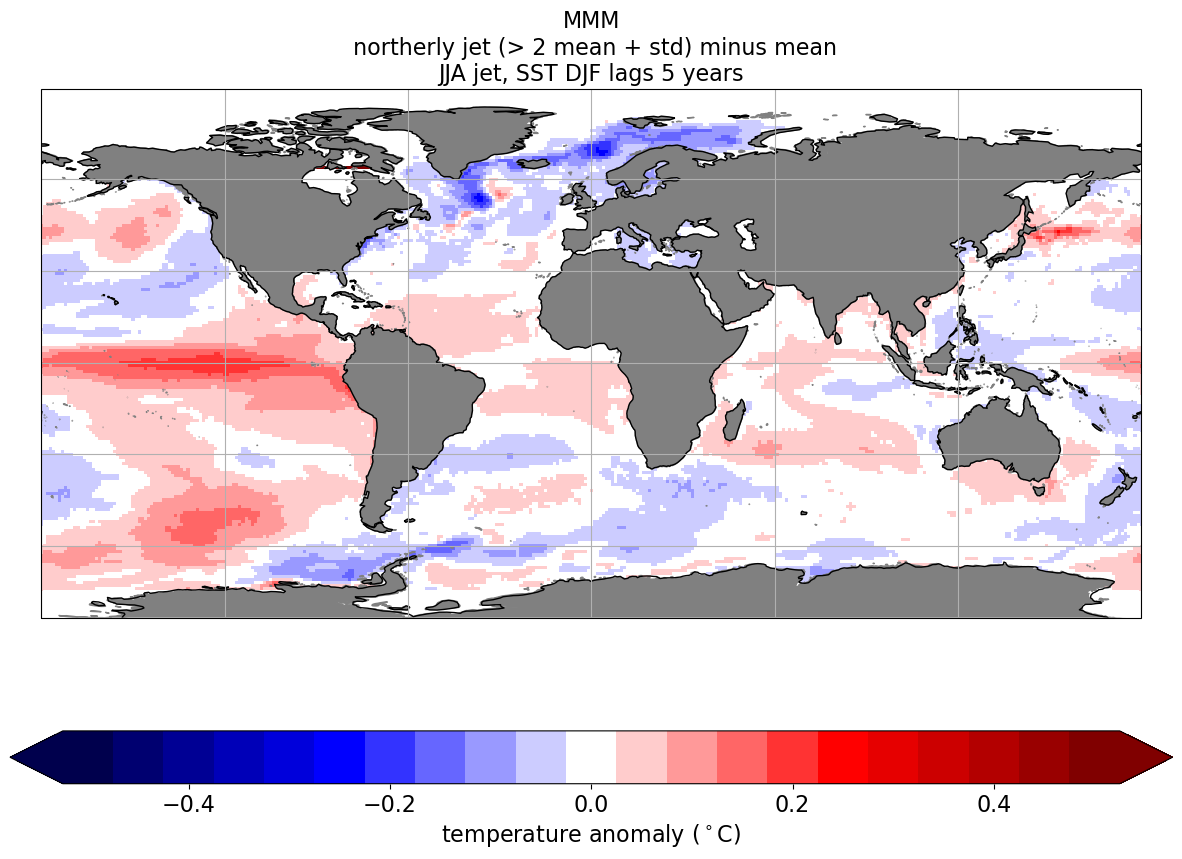 MMM
northerly jet (> 2 mean + std) minus mean
JJA jet, SST DJF lags 5 years
−0.4 −0.2 0.0 0.2 0.4
temperature anomaly (°C)